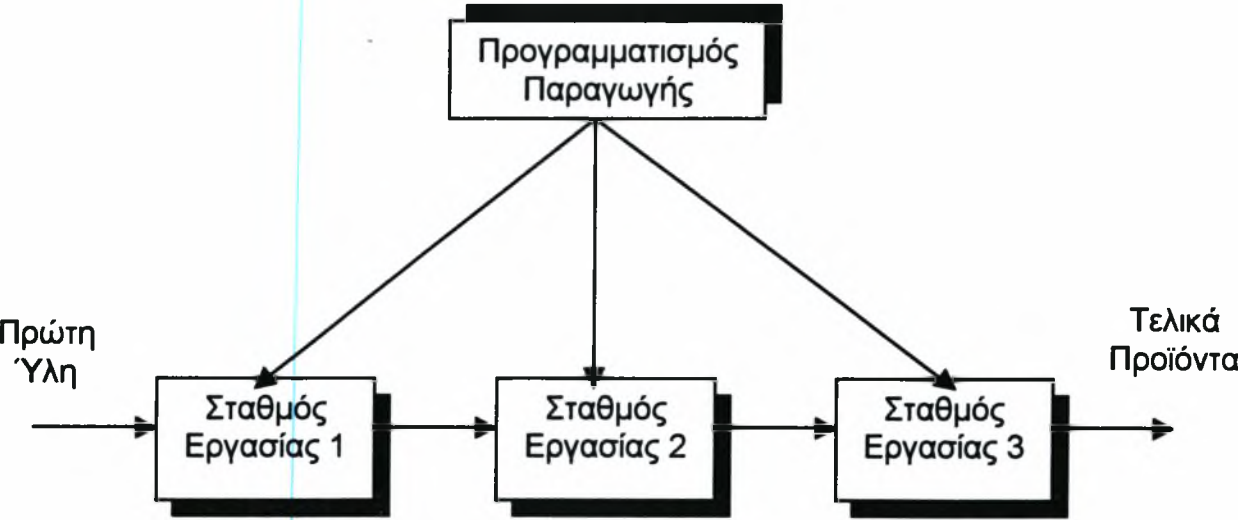 Προγραμματισμός
Παραγωγής
Πρώτη
Ύλη
Τελικά
Προϊόντα
Σταθμός
Εργασίας 1
Σταθμός
Εργασίας 2
Σταθμός
Εργασίας 3